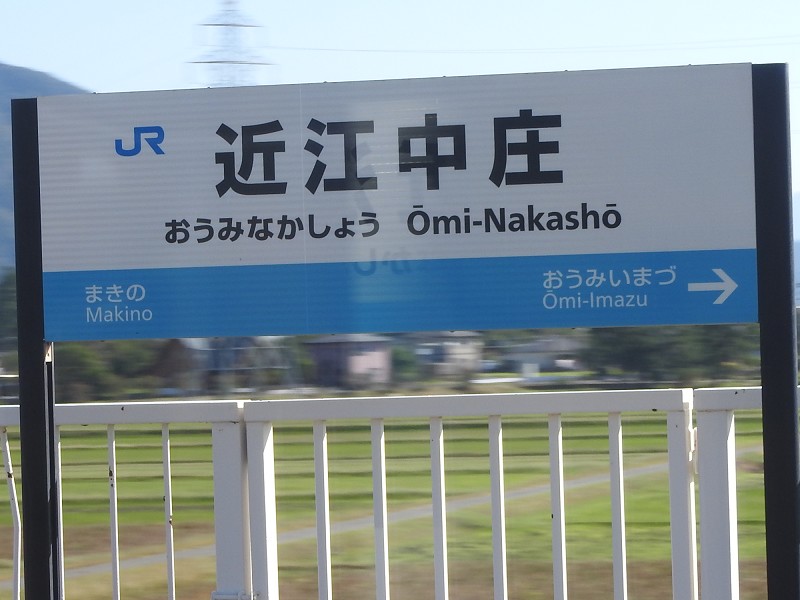 JR 近江中庄
おうみなかしょう Ōmi-Nakashō
まきの おうみいまづ →
Makino Ōmi-Imazu